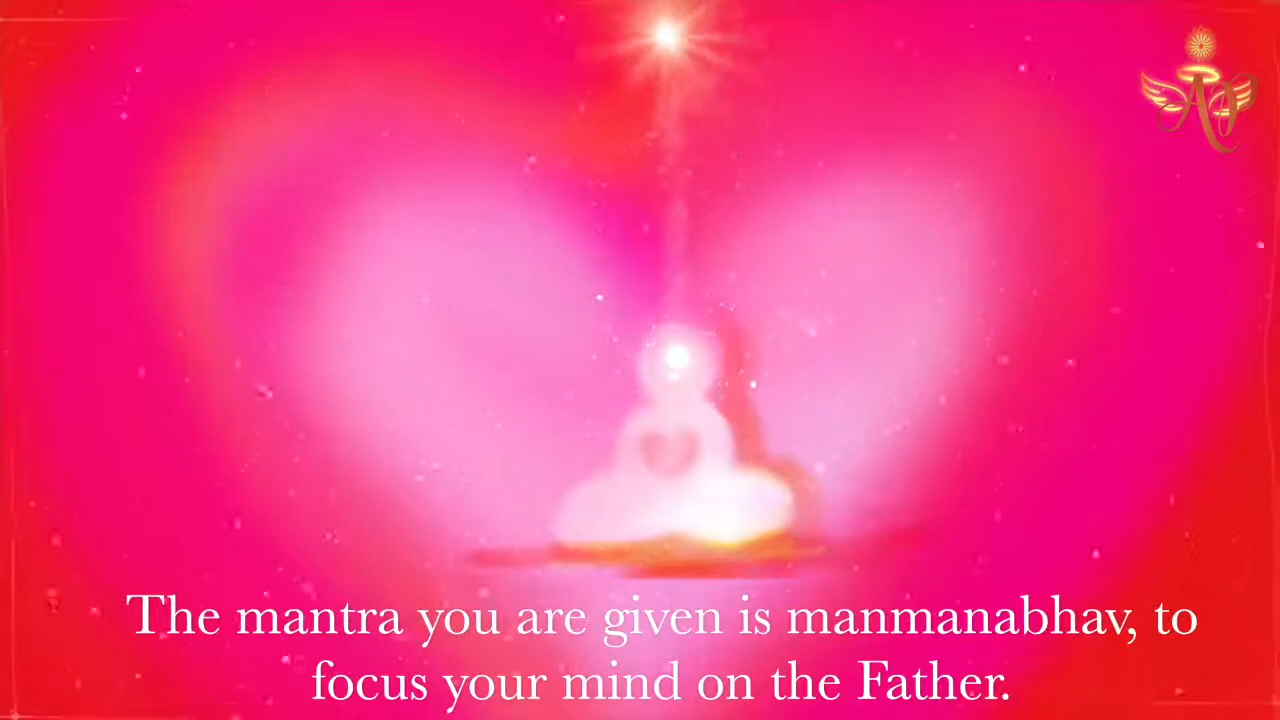 The mantra you are given is manmanabhav, to
focus your mind on the Father.